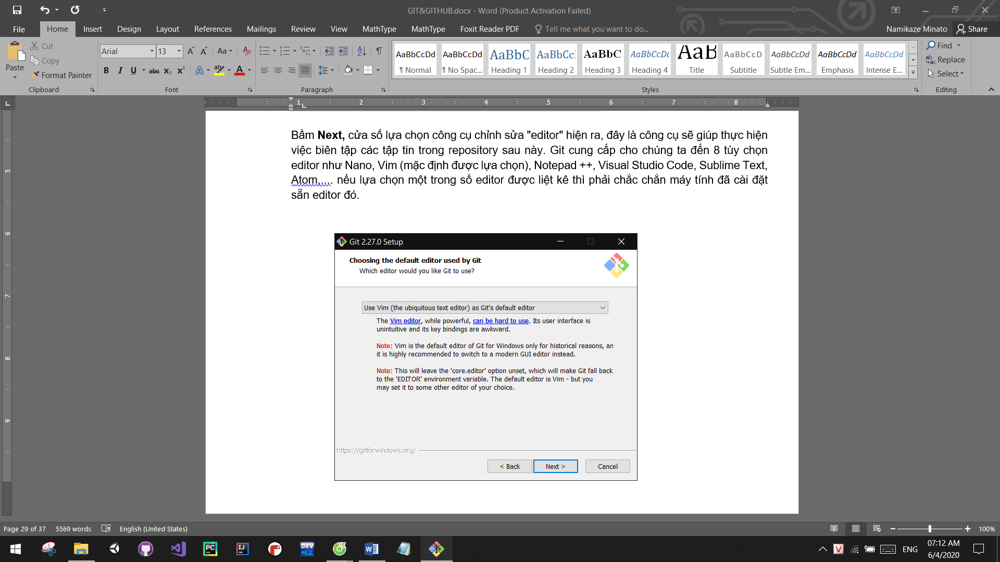 GIT&GITHUB.docx - Word (Product Activation Failed)
File Home Insert Design Layout References Mailings Review View MathType MathType Foxit Reader PDF Tell me what you want to do... Namikaze Minato Share
Paste
Cut
Copy
Format Painter
Clipboard
Arial 13
Font
Paragraph
AaBbCcDd AaBbCcDd AaBbC AaBbCc AaBbC AaBbCcDc AaB AaBbCcD AaBbCcDd AaBbCcDd AaBbCcDd
¶ Normal ¶ No Spac... Heading 1 Heading 2 Heading 3 Heading 4 Title Subtitle Subtle Em... Emphasis Intense E...
Styles
Find
Replace
Select
Editing
1 2 3 4 5 6 7 8
5
6
7
8
9
Bấm Next, cửa số lựa chọn công cụ chỉnh sửa "editor" hiện ra, đây là công cụ sẽ giúp thực hiện
việc biên tập các tập tin trong repository sau này. Git cung cấp cho chúng ta đến 8 tùy chọn
editor như Nano, Vim (mặc định được lựa chọn), Notepad ++, Visual Studio Code, Sublime Text,
Atom,.... nếu lựa chọn một trong số editor được liệt kê thì phải chắc chắn máy tính đã cài đặt
sẵn editor đó.
Git 2.27.0 Setup
Choosing the default editor used by Git
Which editor would you like Git to use?
Use Vim (the ubiquitous text editor) as Git's default editor
The Vim editor, while powerful, can be hard to use. Its user interface is
unintuitive and its key bindings are awkward.
Note: Vim is the default editor of Git for Windows only for historical reasons, an
it is highly recommended to switch to a modern GUI editor instead.
Note: This will leave the 'core.editor' option unset, which will make Git fall back
to the 'EDITOR' environment variable. The default editor is Vim - but you
may set it to some other editor of your choice.
https://gitforwindows.org/
< Back Next > Cancel
Page 29 of 37 5569 words English (United States) 100%
ENG
07:12 AM
6/4/2020